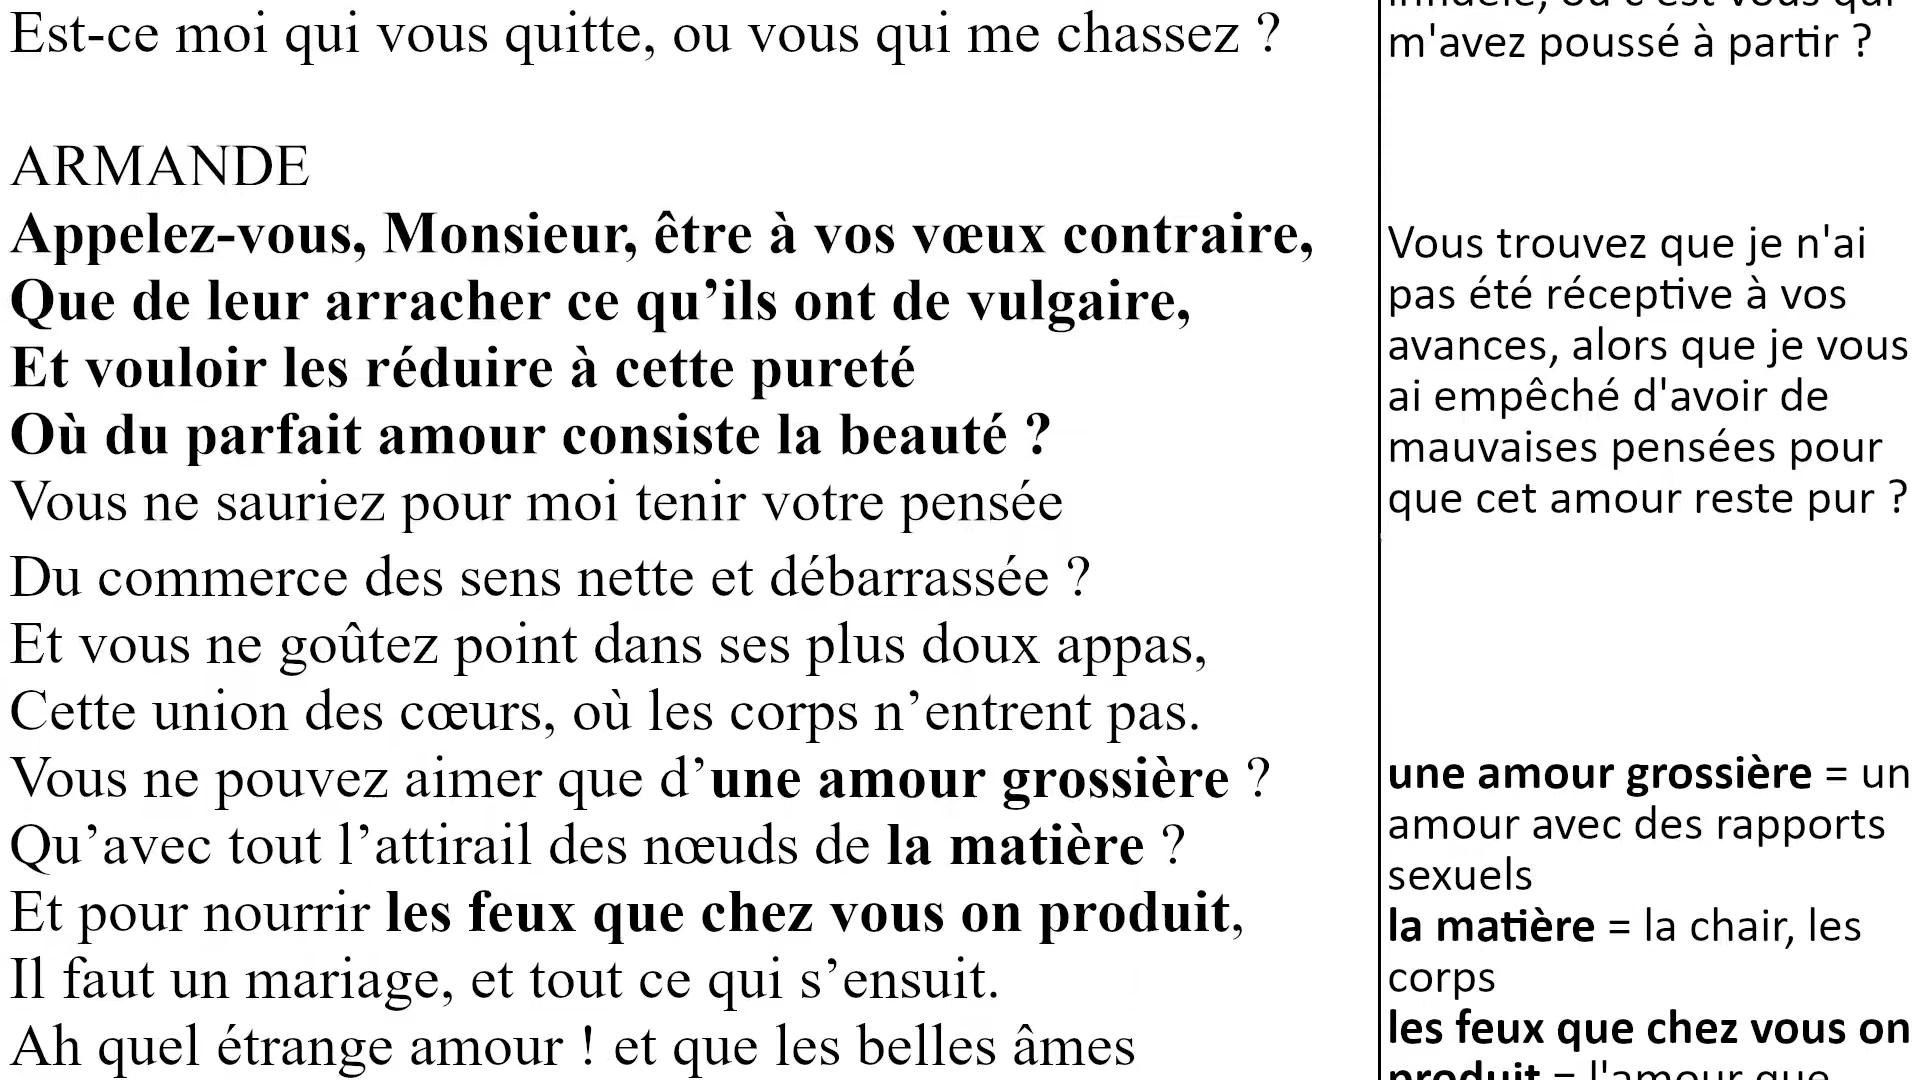 Est-ce moi qui vous quitte, ou vous qui me chassez ?
ARMANDE
Appelez-vous, Monsieur, être à vos vœux contraire,
Que de leur arracher ce qu’ils ont de vulgaire,
Et vouloir les réduire à cette pureté
Où du parfait amour consiste la beauté ?
Vous ne sauriez pour moi tenir votre pensée
Du commerce des sens nette et débarrassée ?
Et vous ne goûtez point dans ses plus doux appas,
Cette union des cœurs, où les corps n’entrent pas.
Vous ne pouvez aimer que d’une amour grossière ?
Qu’avec tout l’attirail des nœuds de la matière ?
Et pour nourrir les feux que chez vous on produit,
Il faut un mariage, et tout ce qui s’ensuit.
Ah quel étrange amour ! et que les belles âmes
infidèle, ou c'est vous qui
m'avez poussé à partir ?
Vous trouvez que je n'ai
pas été réceptive à vos
avances, alors que je vous
ai empêché d'avoir de
mauvaises pensées pour
que cet amour reste pur ?
une amour grossière = un
amour avec des rapports
sexuels
la matière = la chair, les
corps
les feux que chez vous on
produit = l'amour que